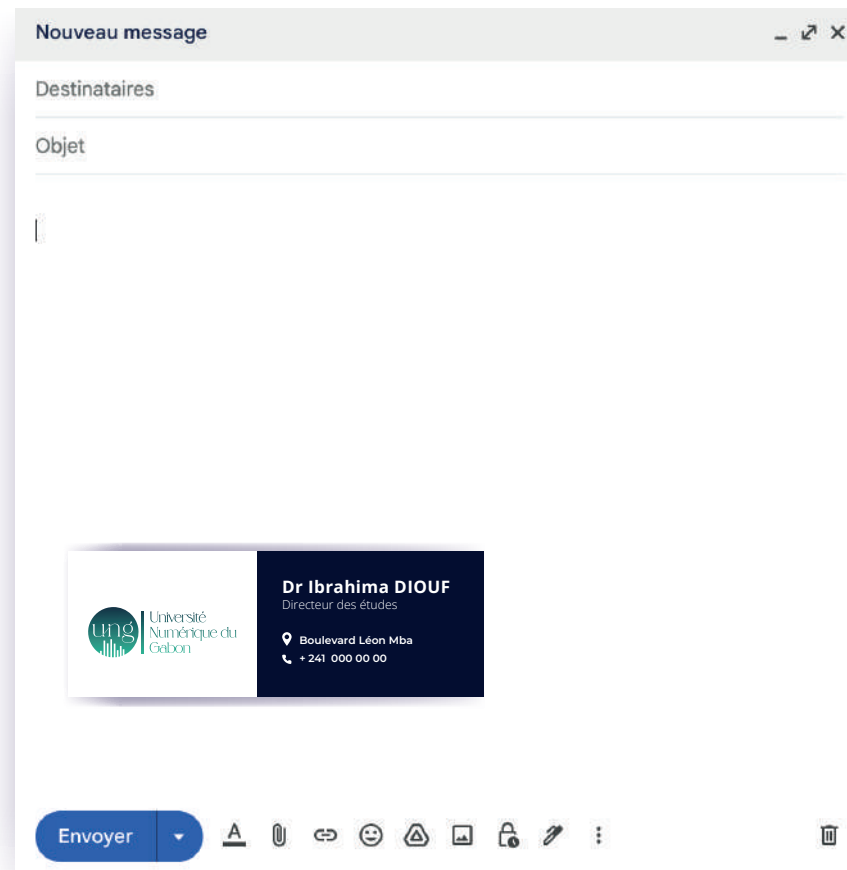 Nouveau message
Destinataires
Objet
ung
Université
Numérique du
Gabon
Dr Ibrahima DIOUF
Directeur des études
Boulevard Léon Mba
+ 241 000 00 00
Envoyer
A